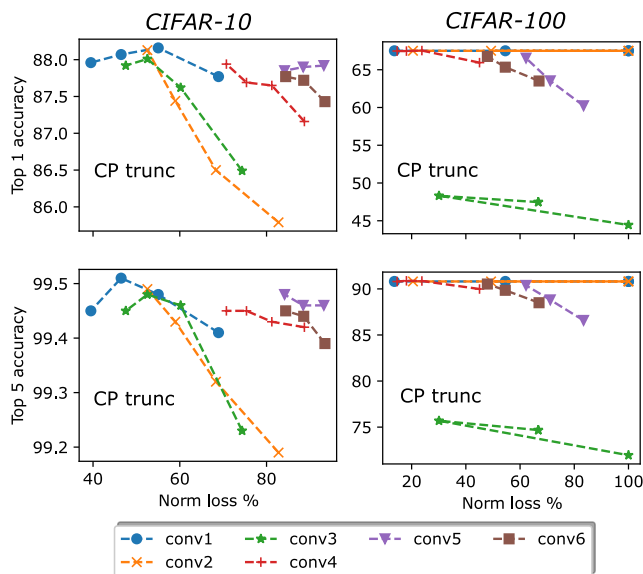 CIFAR-10
CIFAR-100
Top 1 accuracy
88.0
87.5
87.0
86.5
86.0
CP trunc
65
60
55
50
45
CP trunc
Top 5 accuracy
99.5
99.4
99.3
99.2
CP trunc
40
60
80
Norm loss %
90
85
80
75
CP trunc
20
40
60
80
100
Norm loss %
conv1
conv2
conv3
conv4
conv5
conv6